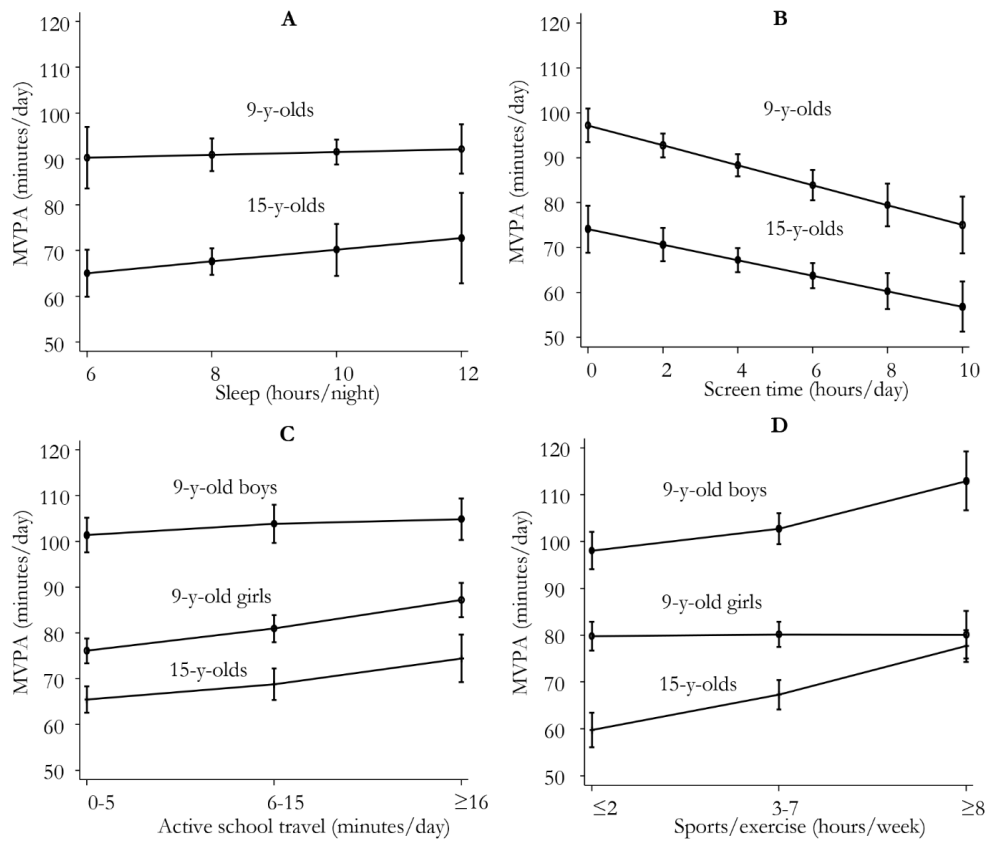 A
120
110
100
90
80
70
60
50
MVPA (minutes/day)
9-y-olds
15-y-olds
6
8
10
12
Sleep (hours/night)
B
120
110
100
90
80
70
60
50
MVPA (minutes/day)
9-y-olds
15-y-olds
0
2
4
6
8
10
Screen time (hours/day)
C
120
110
100
90
80
70
60
50
MVPA (minutes/day)
9-y-old boys
9-y-old girls
15-y-olds
0-5
6-15
≥16
Active school travel (minutes/day)
D
120
110
100
90
80
70
60
50
MVPA (minutes/day)
9-y-old boys
9-y-old girls
15-y-olds
≤2
3-7
≥8
Sports/exercise (hours/week)